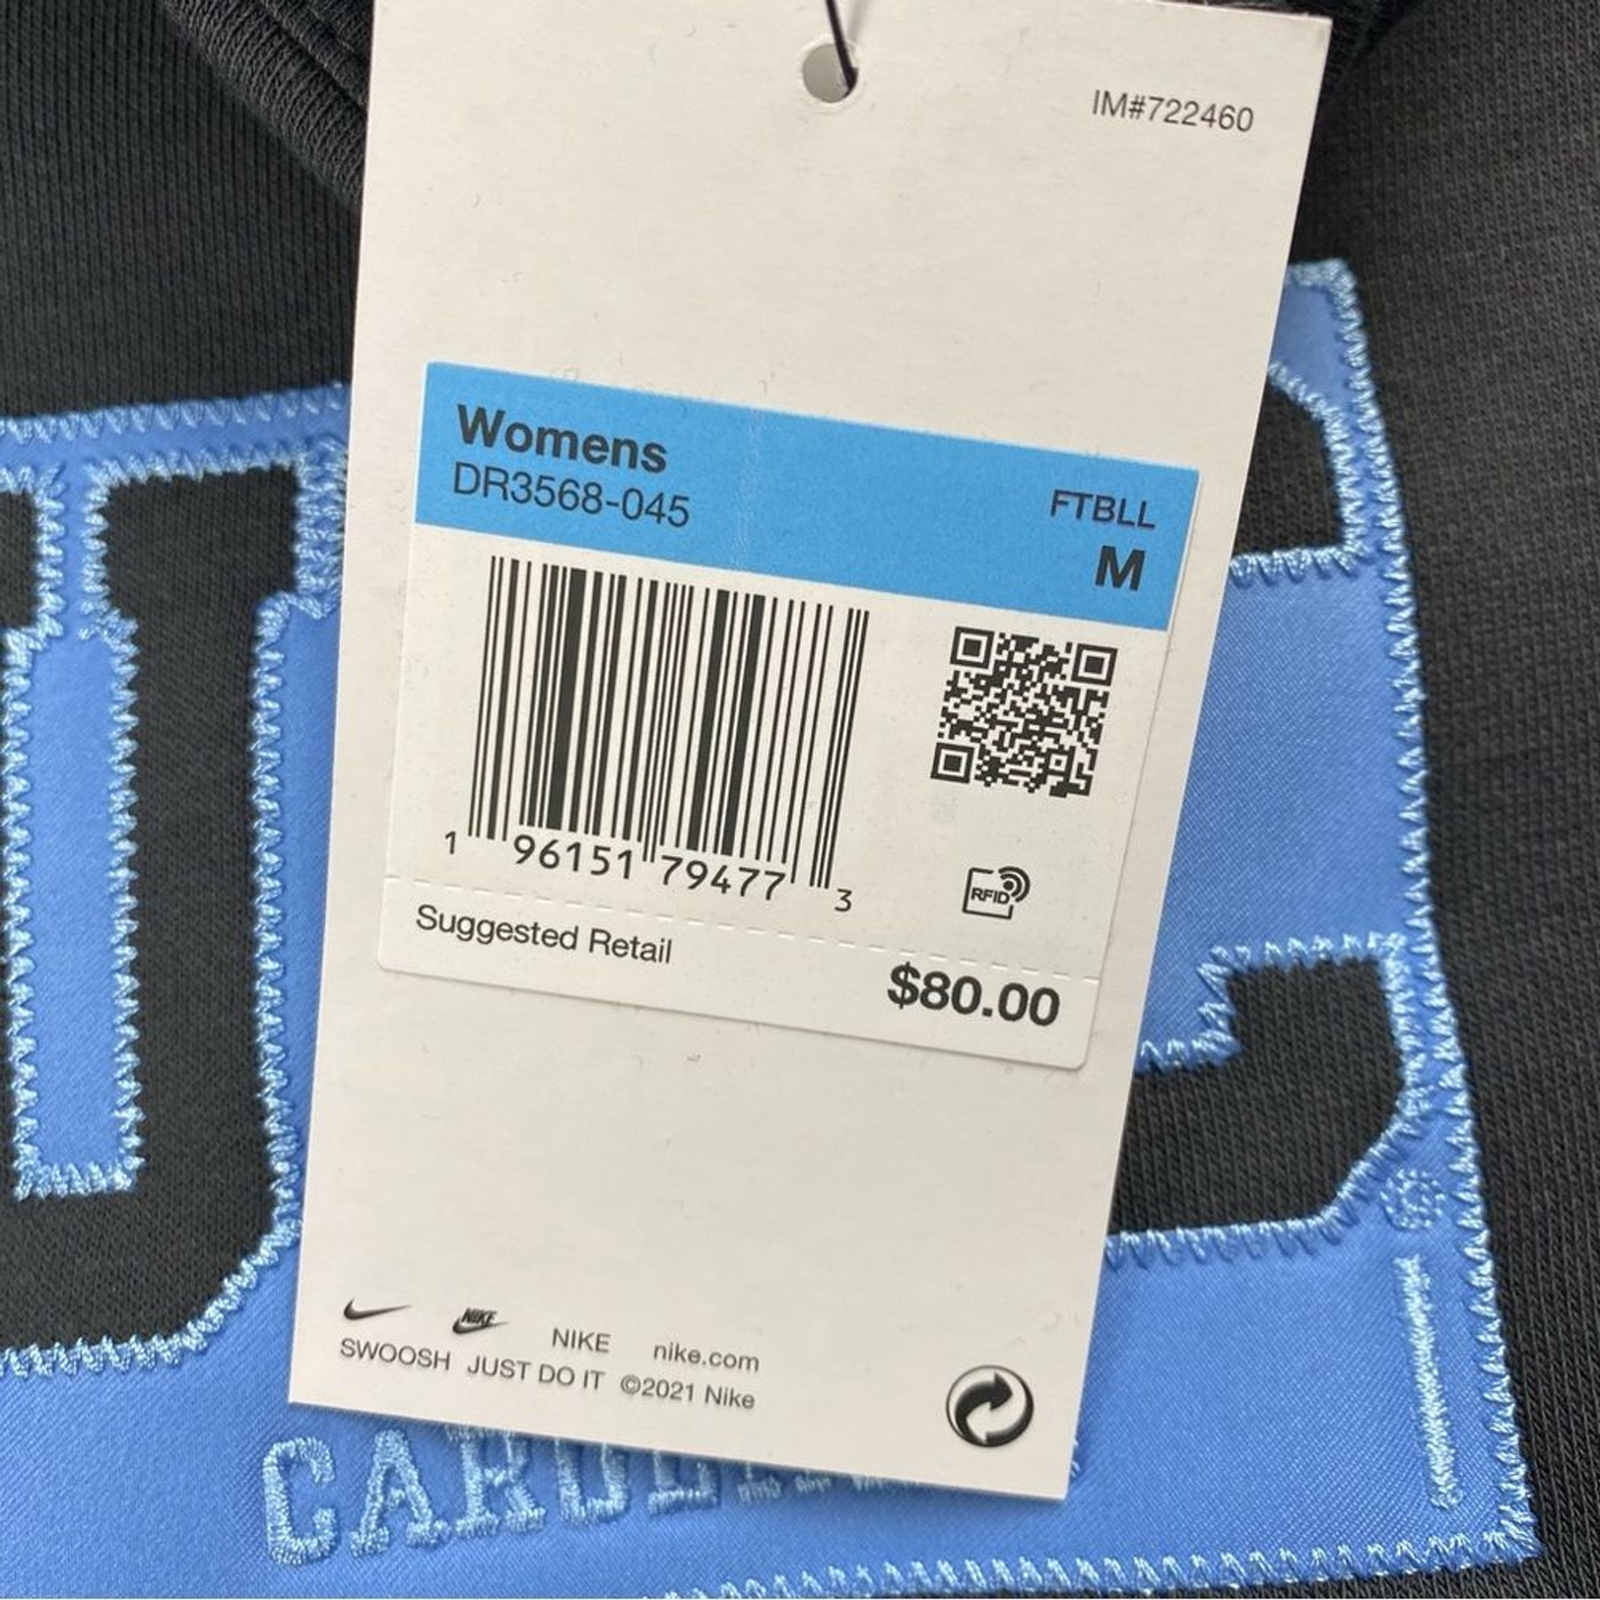 IM#722460
Womens
DR3568-045
FTBLL
M
1 96151 79477 3
RFID
Suggested Retail
$80.00
NIKE
NIKE nike.com
SWOOSH JUST DO IT ©2021 Nike